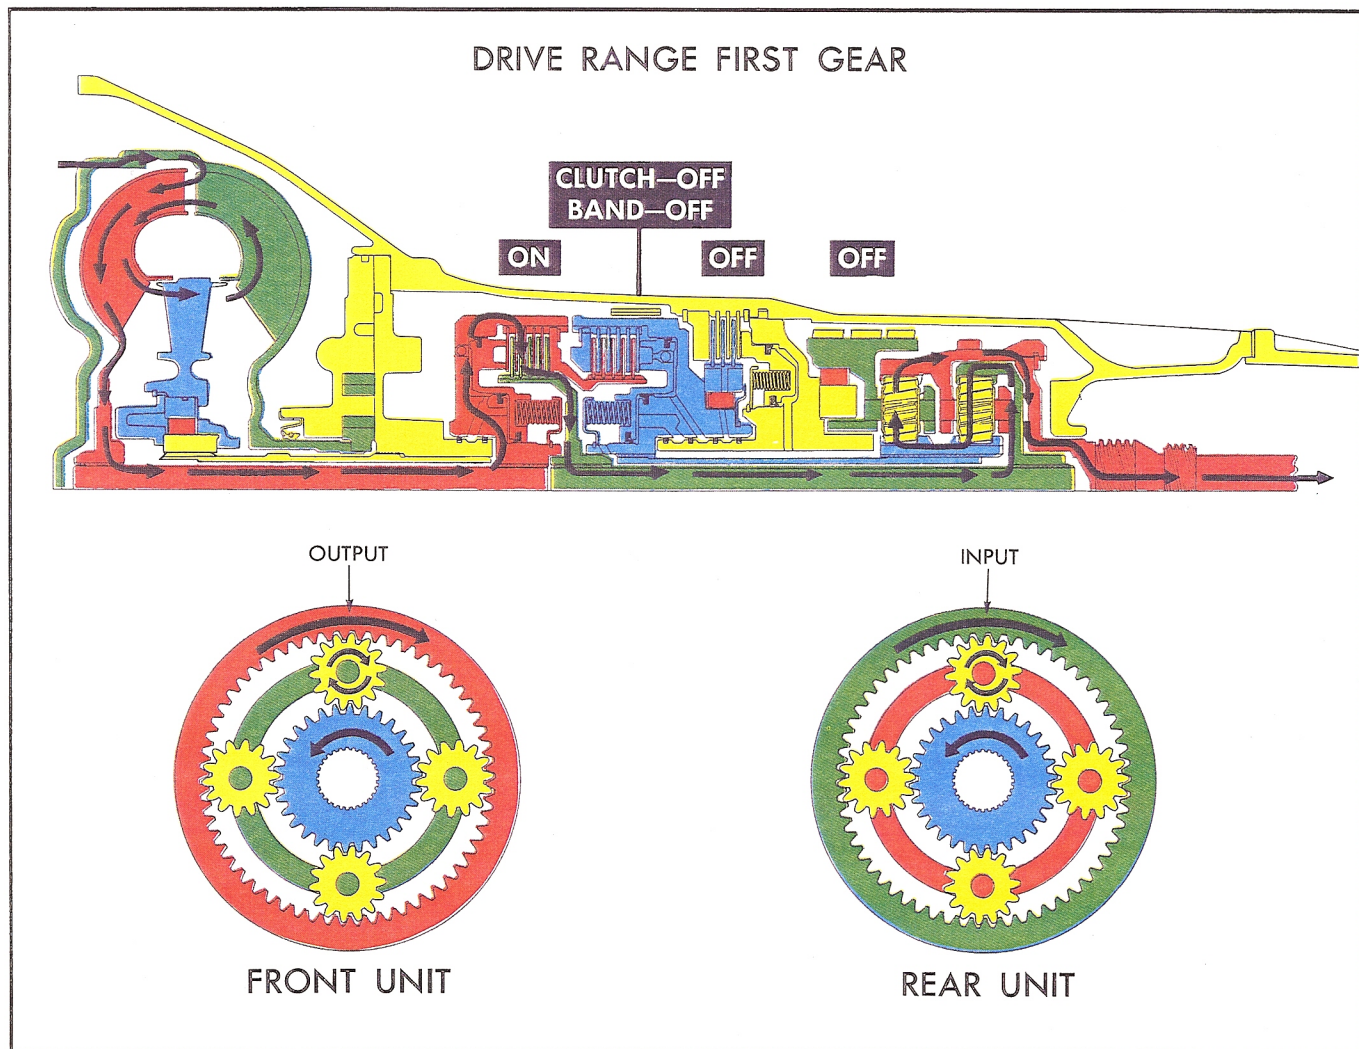 DRIVE RANGE FIRST GEAR
CLUTCH—OFF
BAND—OFF
ON
OFF
OFF
OUTPUT
INPUT
FRONT UNIT
REAR UNIT